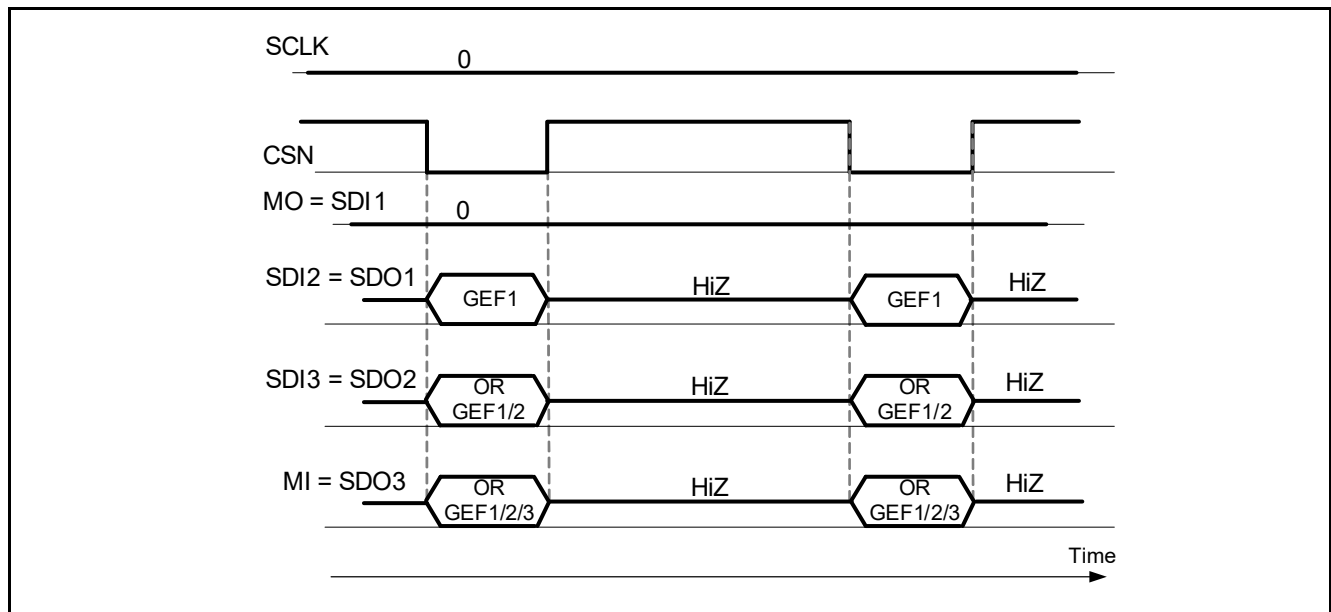 SCLK
0
CSN
MO = SDI1
0
SDI2 = SDO1
GEF1
HiZ
GEF1
HiZ
SDI3 = SDO2
OR
GEF1/2
HiZ
OR
GEF1/2
HiZ
MI = SDO3
OR
GEF1/2/3
HiZ
OR
GEF1/2/3
HiZ
Time